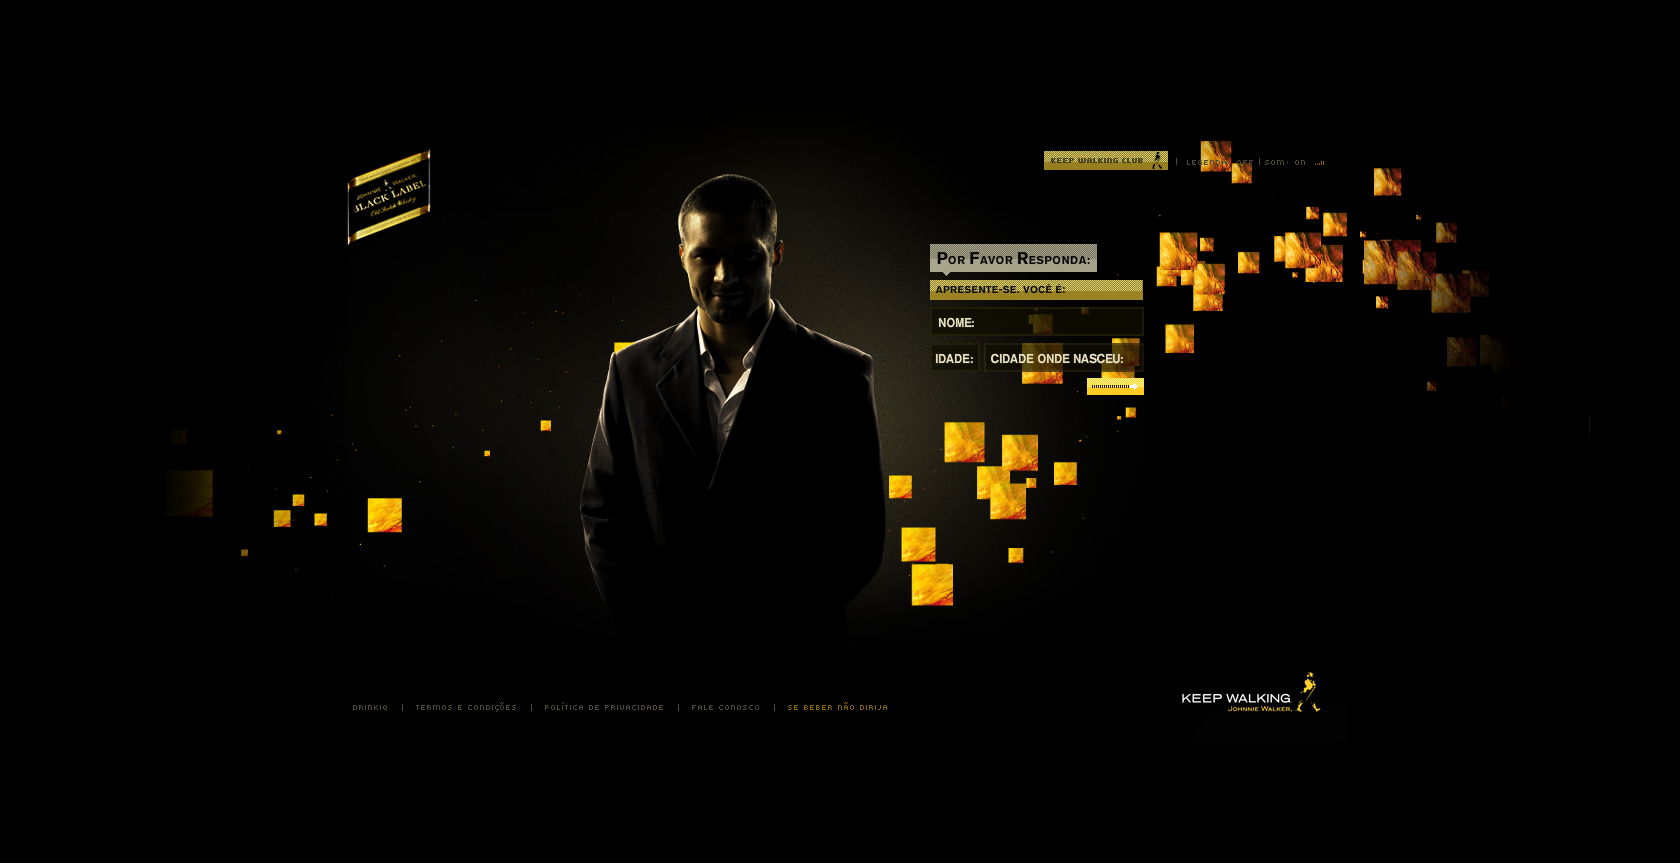 JOHNNIE WALKER.
BLACK LABEL
Old Scotch Whisky
KEEP WALKING CLUB | LEGENDA: OFF | SOM: ON
POR FAVOR RESPONDA:
APRESENTE-SE. VOCÊ É:
NOME:
IDADE: CIDADE ONDE NASCEU:
KEEP WALKING.
JOHNNIE WALKER.
DRINKIQ | TERMOS E CONDIÇÕES | POLÍTICA DE PRIVACIDADE | FALE CONOSCO | SE BEBER NÃO DIRIJA